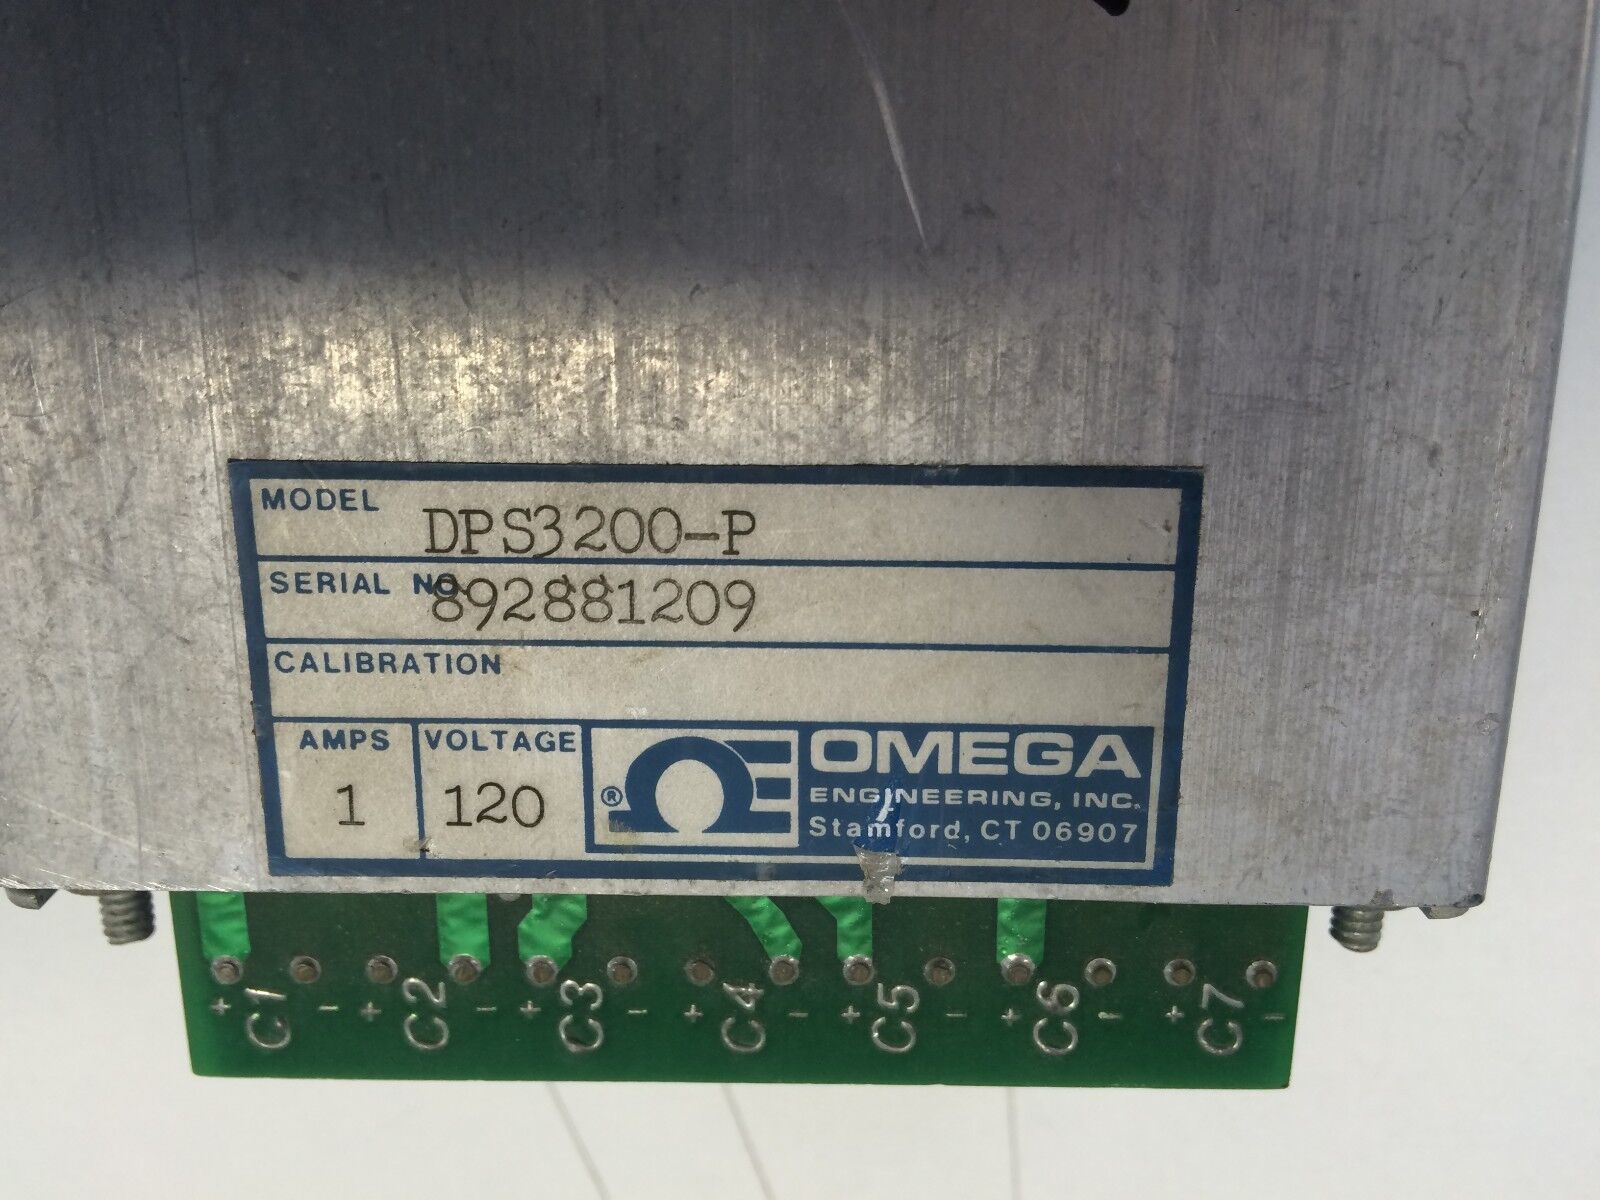 MODEL DPS3200-P
SERIAL NO 892881209
CALIBRATION
AMPS VOLTAGE
1 120
® OMEGA
ENGINEERING, INC.
Stamford, CT 06907
+ - + - + - + - + - + - + -
C1 C2 C3 C4 C5 C6 C7